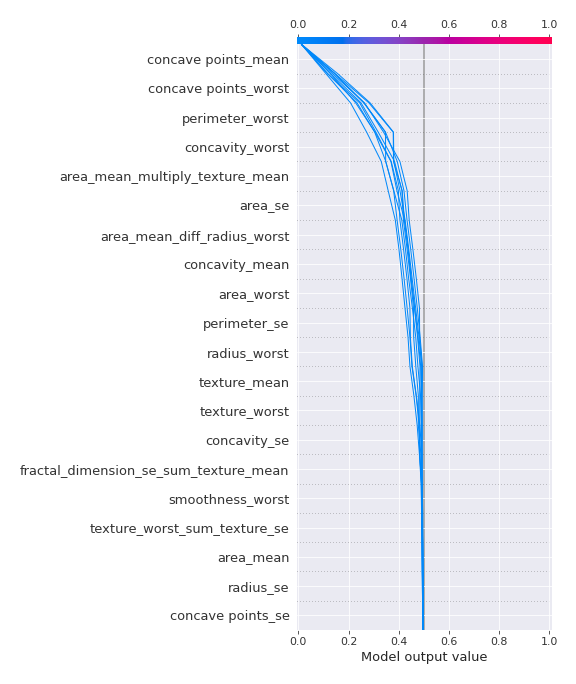 0.0 0.2 0.4 0.6 0.8 1.0
concave points_mean
concave points_worst
perimeter_worst
concavity_worst
area_mean_multiply_texture_mean
area_se
area_mean_diff_radius_worst
concavity_mean
area_worst
perimeter_se
radius_worst
texture_mean
texture_worst
concavity_se
fractal_dimension_se_sum_texture_mean
smoothness_worst
texture_worst_sum_texture_se
area_mean
radius_se
concave points_se
0.0 0.2 0.4 0.6 0.8 1.0
Model output value